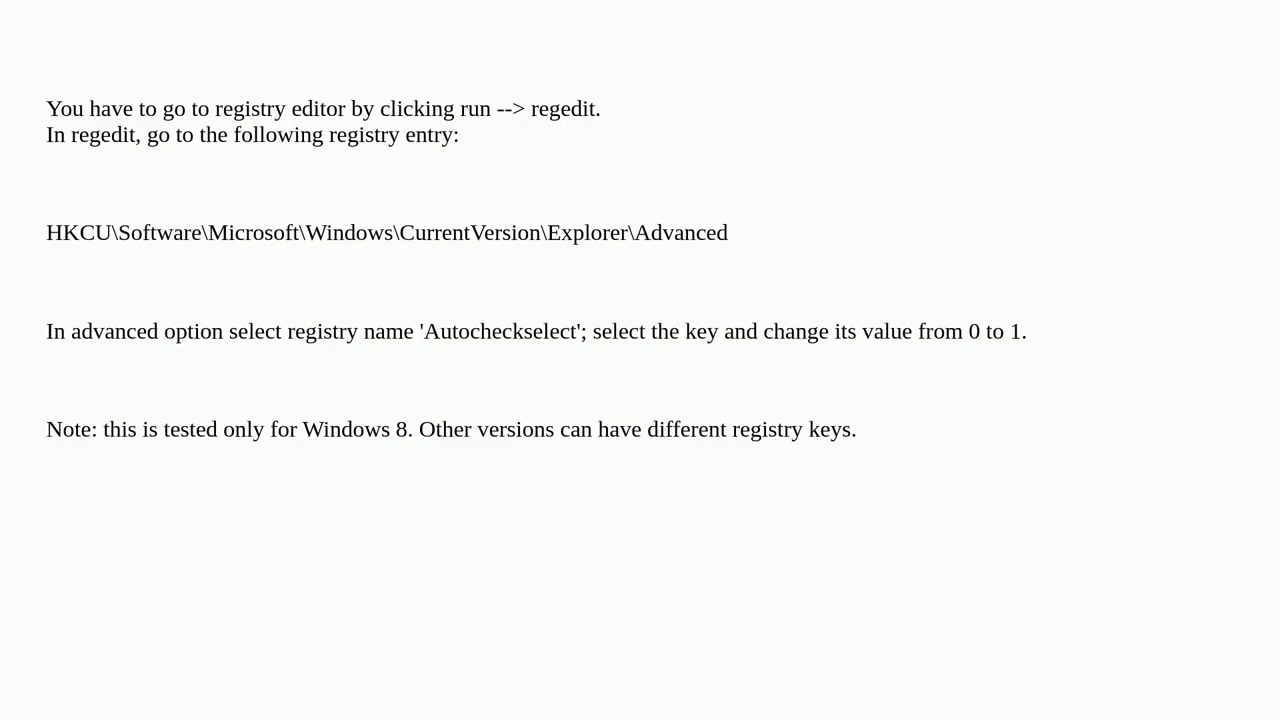 You have to go to registry editor by clicking run --> regedit.
In regedit, go to the following registry entry:
HKCU\Software\Microsoft\Windows\CurrentVersion\Explorer\Advanced
In advanced option select registry name 'Autocheckselect'; select the key and change its value from 0 to 1.
Note: this is tested only for Windows 8. Other versions can have different registry keys.